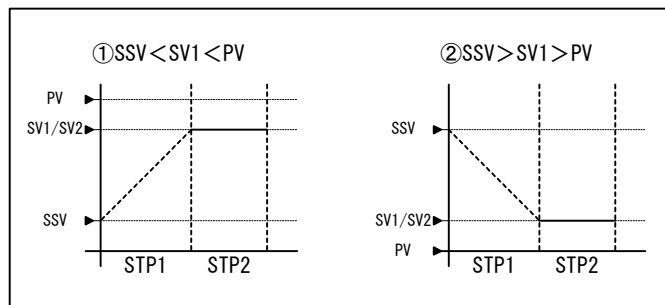 ①SSV＜SV1＜PV
PV
SV1/SV2
SSV
STP1 STP2
②SSV＞SV1＞PV
SSV
SV1/SV2
PV
STP1 STP2